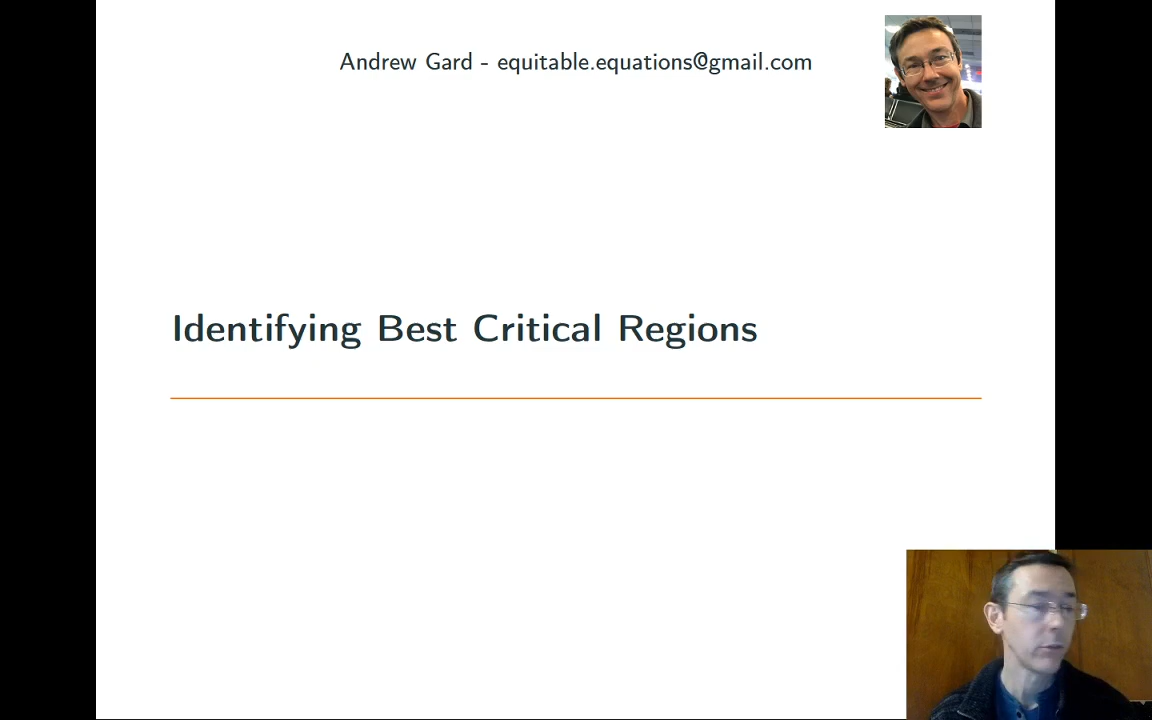 Andrew Gard - equitable.equations@gmail.com
Identifying Best Critical Regions